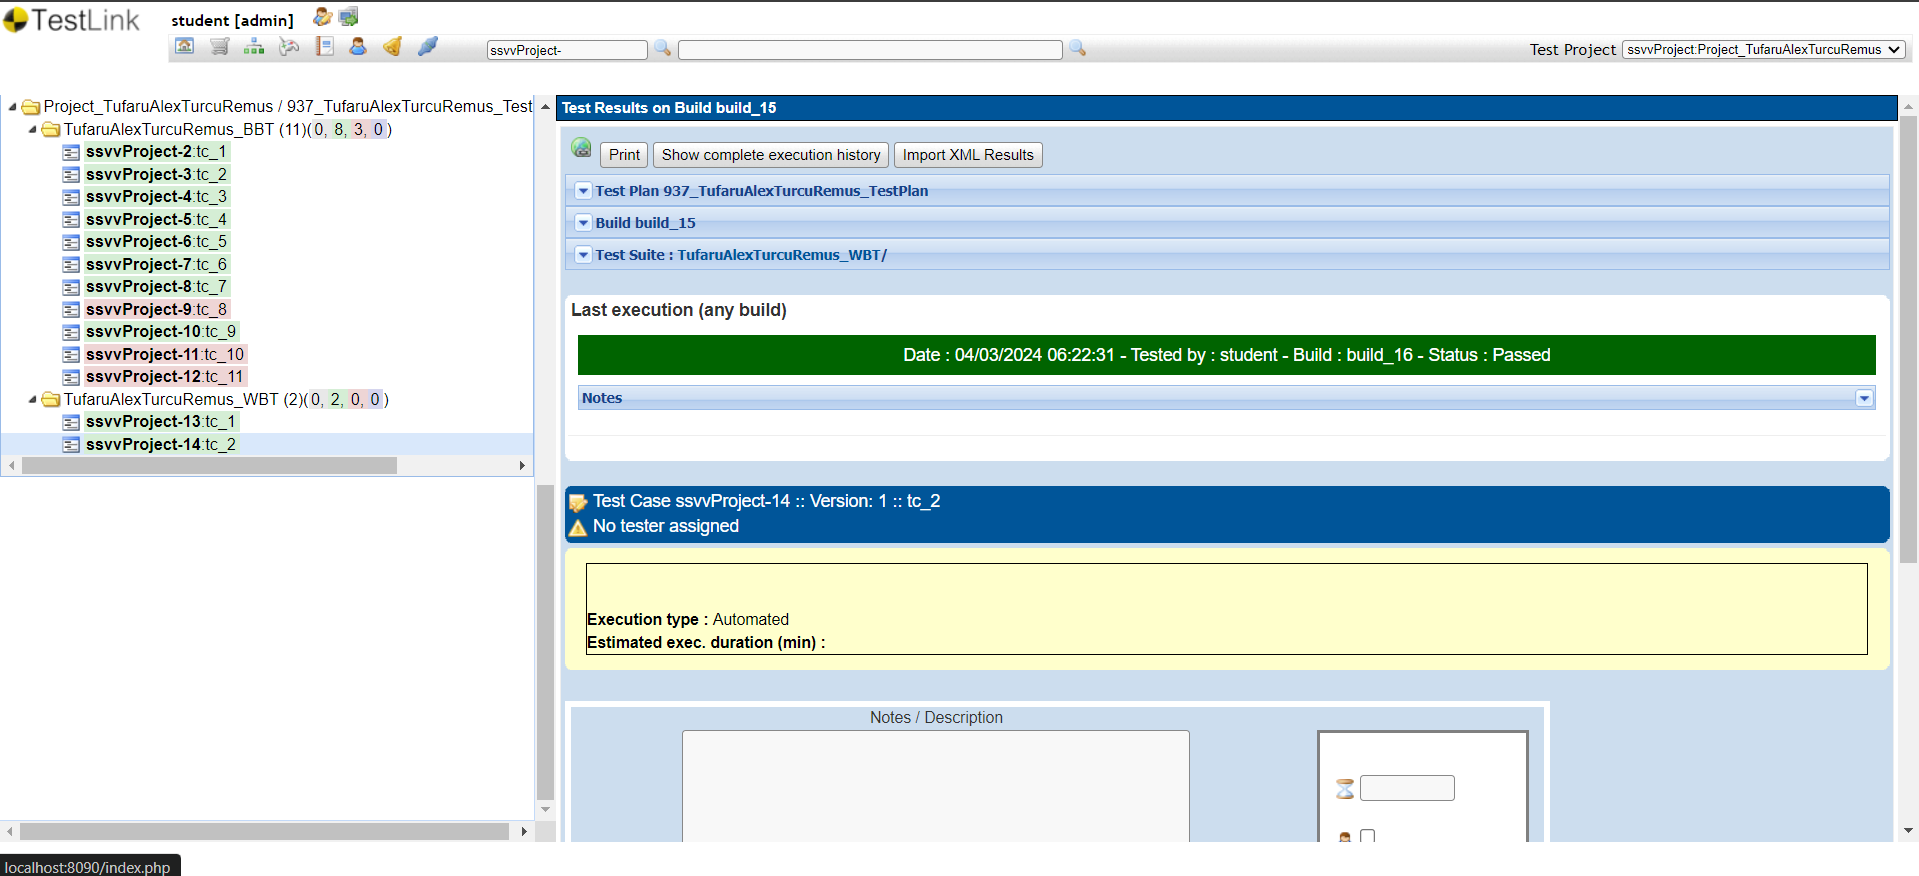 TestLink
student [admin]
ssvvProject-
Test Project ssvvProject:Project_TufaruAlexTurcuRemus
Project_TufaruAlexTurcuRemus / 937_TufaruAlexTurcuRemus_Test
TufaruAlexTurcuRemus_BBT (11)(0, 8, 3, 0)
ssvvProject-2:tc_1
ssvvProject-3:tc_2
ssvvProject-4:tc_3
ssvvProject-5:tc_4
ssvvProject-6:tc_5
ssvvProject-7:tc_6
ssvvProject-8:tc_7
ssvvProject-9:tc_8
ssvvProject-10:tc_9
ssvvProject-11:tc_10
ssvvProject-12:tc_11
TufaruAlexTurcuRemus_WBT (2)(0, 2, 0, 0)
ssvvProject-13:tc_1
ssvvProject-14:tc_2
Test Results on Build build_15
Print Show complete execution history Import XML Results
Test Plan 937_TufaruAlexTurcuRemus_TestPlan
Build build_15
Test Suite : TufaruAlexTurcuRemus_WBT/
Last execution (any build)
Date : 04/03/2024 06:22:31 - Tested by : student - Build : build_16 - Status : Passed
Notes
Test Case ssvvProject-14 :: Version: 1 :: tc_2
No tester assigned
Execution type : Automated
Estimated exec. duration (min) :
Notes / Description
localhost:8090/index.php